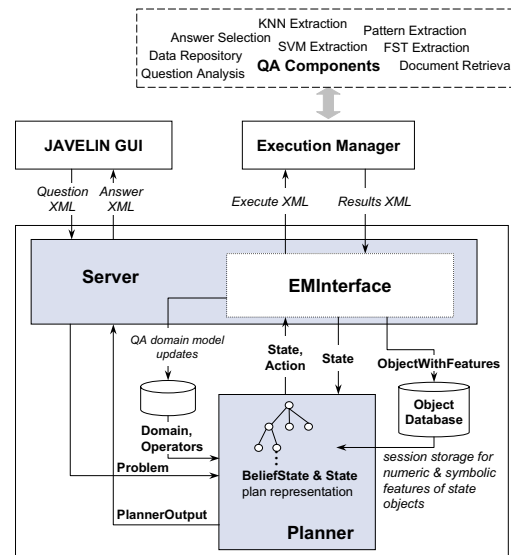 KNN Extraction
Answer Selection
Pattern Extraction
Data Repository
SVM Extraction
FST Extraction
Question Analysis
QA Components
Document Retrieval
JAVELIN GUI
Execution Manager
Question
XML
Answer
XML
Execute XML
Results XML
Server
EMInterface
QA domain model
updates
State,
Action
State
ObjectWithFeatures
Object
Database
Domain,
Operators
Problem
BeliefState & State
plan representation
session storage for
numeric & symbolic
features of state
objects
PlannerOutput
Planner